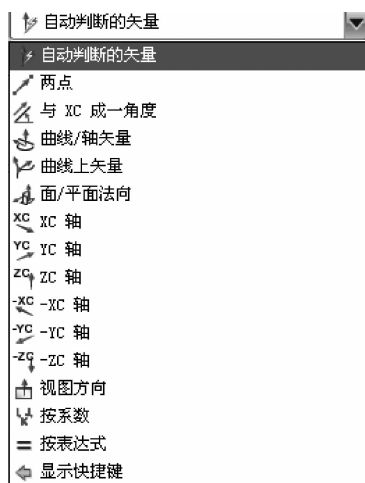 自动判断的矢量
自动判断的矢量
两点
与 XC 成一角度
曲线/轴矢量
曲线上矢量
面/平面法向
XC XC 轴
YC YC 轴
ZC ZC 轴
-XC -XC 轴
-YC -YC 轴
-ZC -ZC 轴
视图方向
按系数
按表达式
显示快捷键